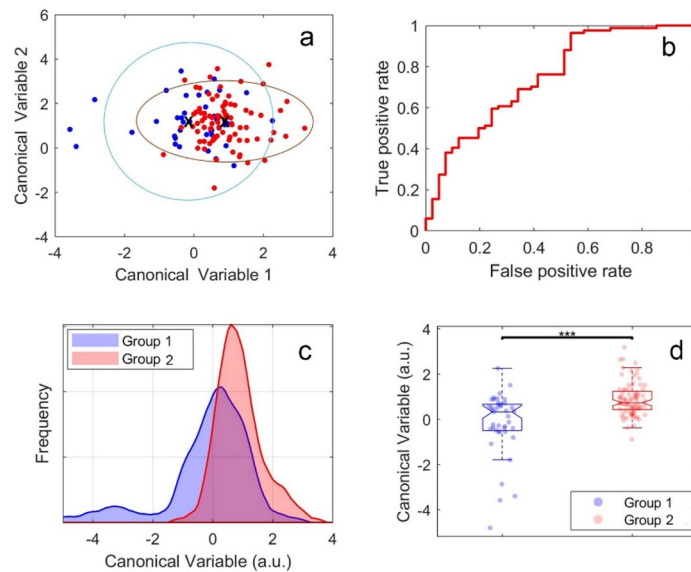 a
6
4
2
0
-2
-4
-4
-2
0
2
4
Canonical Variable 2
Canonical Variable 1
X
X
b
1
0.8
0.6
0.4
0.2
0
0
0.2
0.4
0.6
0.8
True positive rate
False positive rate
c
Group 1
Group 2
Frequency
-4
-2
0
2
4
Canonical Variable (a.u.)
d
***
4
2
0
-2
-4
Canonical Variable (a.u.)
Group 1
Group 2